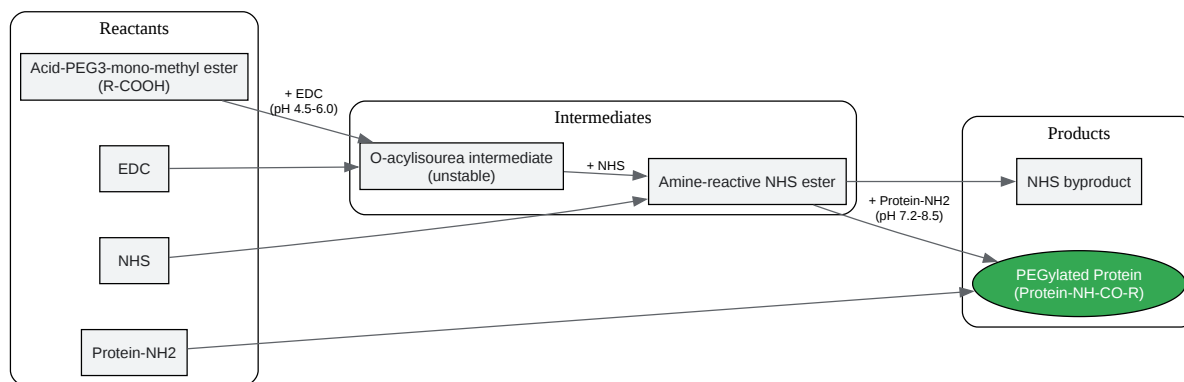 Reactants
Acid-PEG3-mono-methyl ester
(R-COOH)
+ EDC
(pH 4.5-6.0)
EDC
NHS
Protein-NH2
Intermediates
O-acylisourea intermediate
(unstable)
+ NHS
Amine-reactive NHS ester
+ Protein-NH2
(pH 7.2-8.5)
Products
NHS byproduct
PEGylated Protein
(Protein-NH-CO-R)